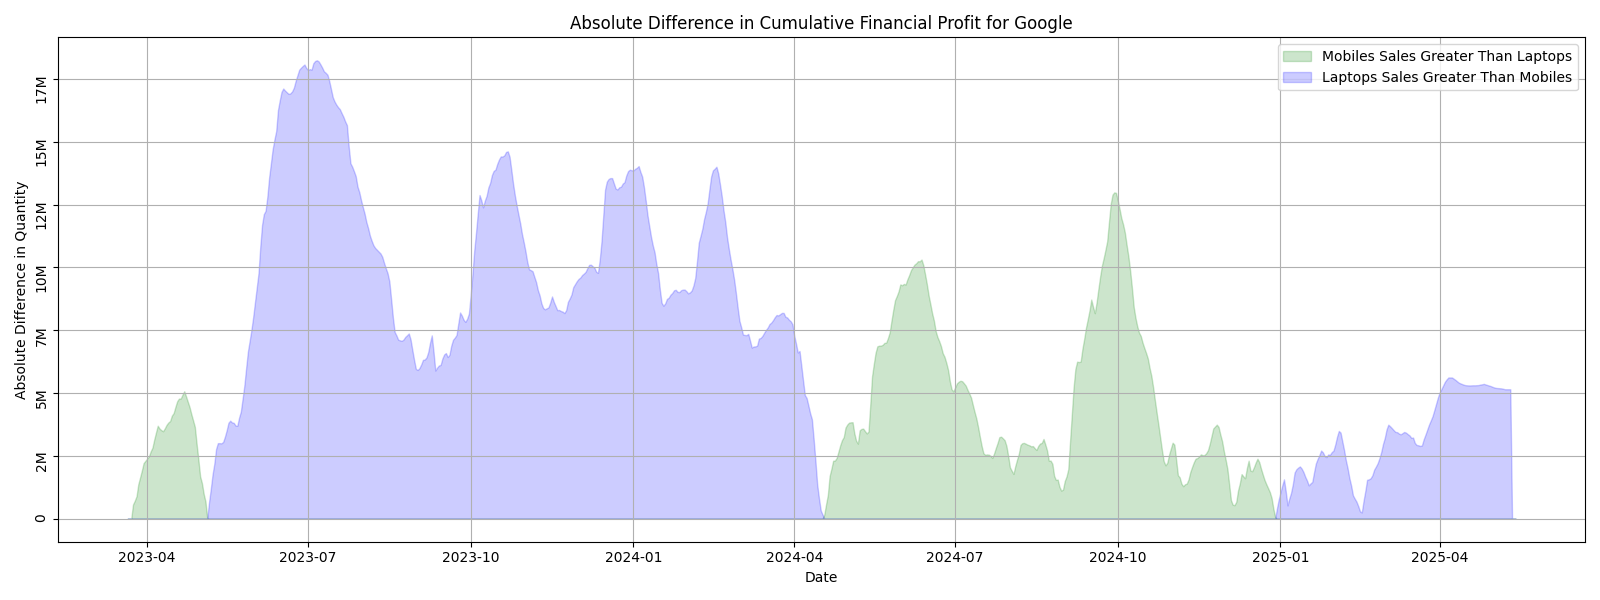 Absolute Difference in Cumulative Financial Profit for Google
Mobiles Sales Greater Than Laptops
Laptops Sales Greater Than Mobiles
Absolute Difference in Quantity
17M
15M
12M
10M
7M
5M
2M
0
2023-04 2023-07 2023-10 2024-01 2024-04 2024-07 2024-10 2025-01 2025-04
Date